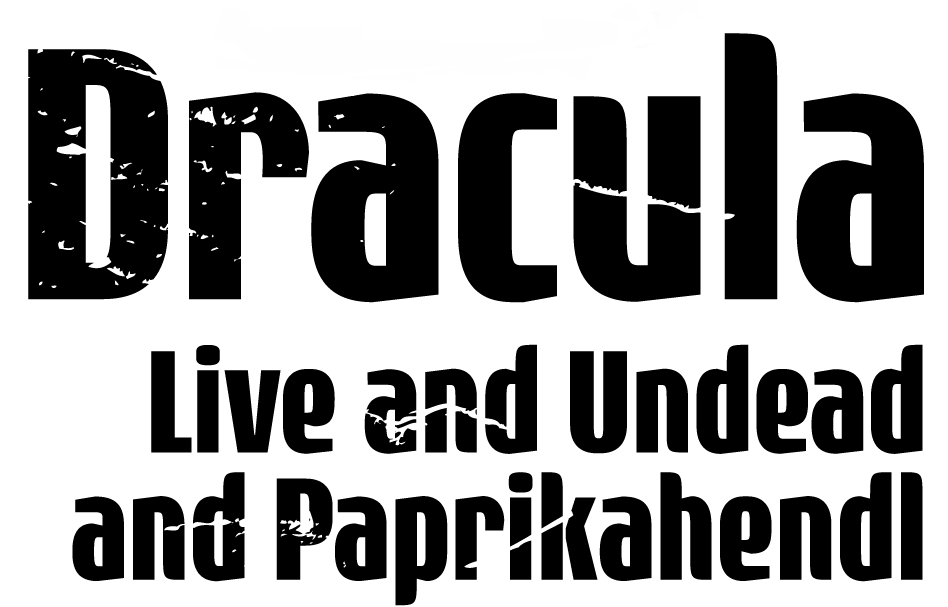 Dracula
Live and Undead
and Paprikahendl